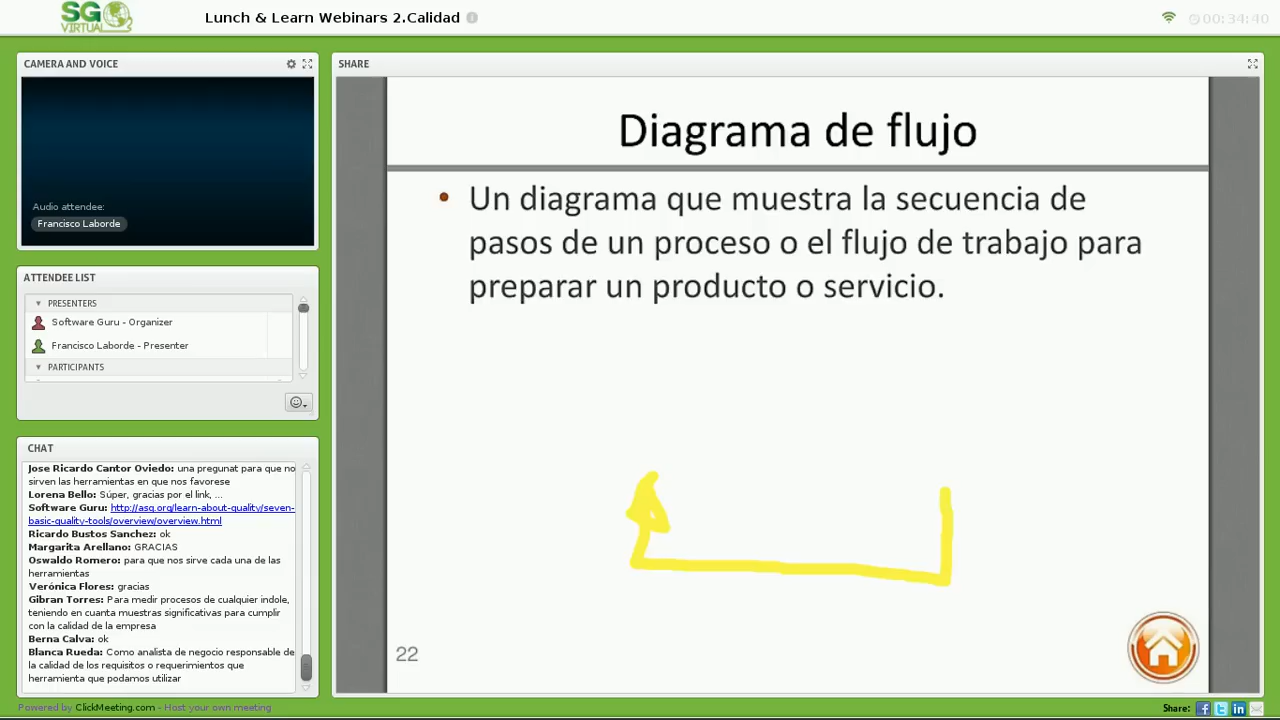 SG
VIRTUAL
Lunch & Learn Webinars 2.Calidad
00:34:40
CAMERA AND VOICE
Audio attendee:
Francisco Laborde
ATTENDEE LIST
PRESENTERS
Software Guru - Organizer
Francisco Laborde - Presenter
PARTICIPANTS
CHAT
Jose Ricardo Cantor Oviedo: una pregunat para que no
sirven las herramientas en que nos favorese
Lorena Bello: Súper, gracias por el link, ...
Software Guru: http://asq.org/learn-about-quality/seven-
basic-quality-tools/overview/overview.html
Ricardo Bustos Sanchez: ok
Margarita Arellano: GRACIAS
Oswaldo Romero: para que nos sirve cada una de las
herramientas
Verónica Flores: gracias
Gibran Torres: Para medir procesos de cualquier indole,
teniendo en cuanta muestras significativas para cumplir
con la calidad de la empresa
Berna Calva: ok
Blanca Rueda: Como analista de negocio responsable de
la calidad de los requisitos o requerimientos que
herramienta que podamos utilizar
SHARE
Diagrama de flujo
• Un diagrama que muestra la secuencia de
pasos de un proceso o el flujo de trabajo para
preparar un producto o servicio.
22
Powered by ClickMeeting.com - Host your own meeting
Share: